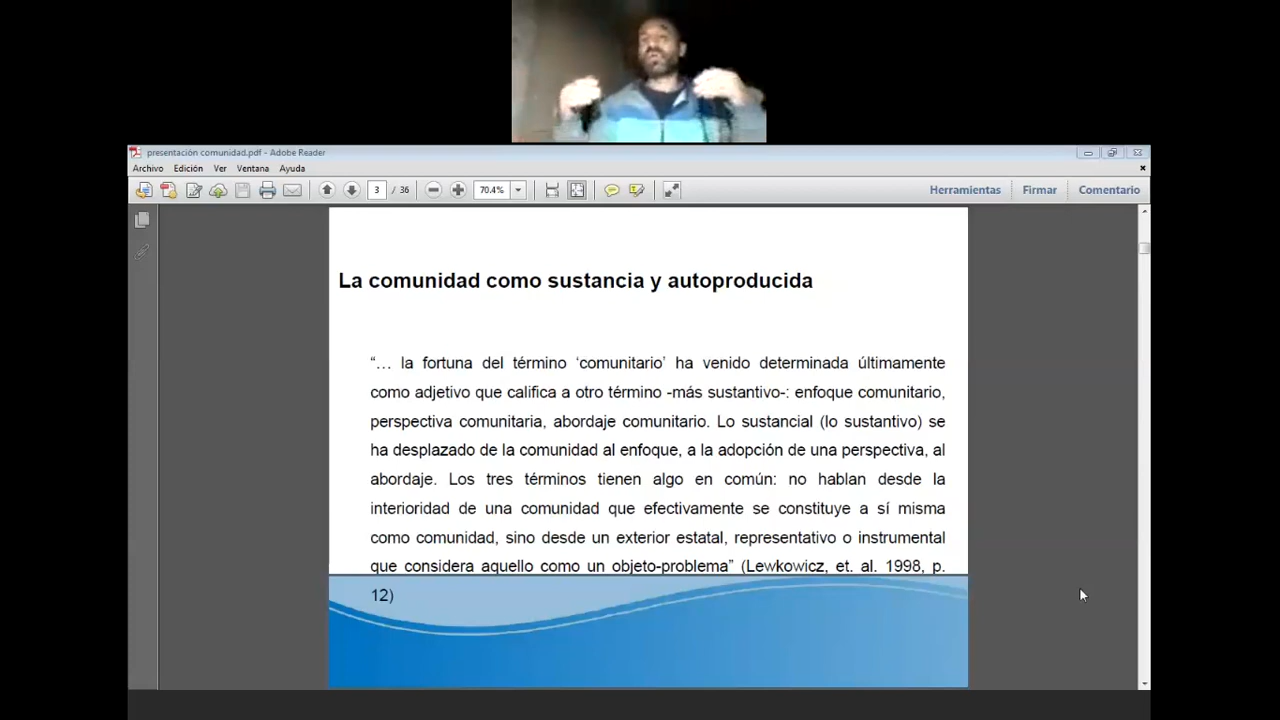 presentación comunidad.pdf - Adobe Reader
Archivo Edición Ver Ventana Ayuda
3 / 36 70.4% Herramientas Firmar Comentario
La comunidad como sustancia y autoproducida
“… la fortuna del término ‘comunitario’ ha venido determinada últimamente
como adjetivo que califica a otro término -más sustantivo-: enfoque comunitario,
perspectiva comunitaria, abordaje comunitario. Lo sustancial (lo sustantivo) se
ha desplazado de la comunidad al enfoque, a la adopción de una perspectiva, al
abordaje. Los tres términos tienen algo en común: no hablan desde la
interioridad de una comunidad que efectivamente se constituye a sí misma
como comunidad, sino desde un exterior estatal, representativo o instrumental
que considera aquello como un objeto-problema” (Lewkowicz, et. al. 1998, p.
12)